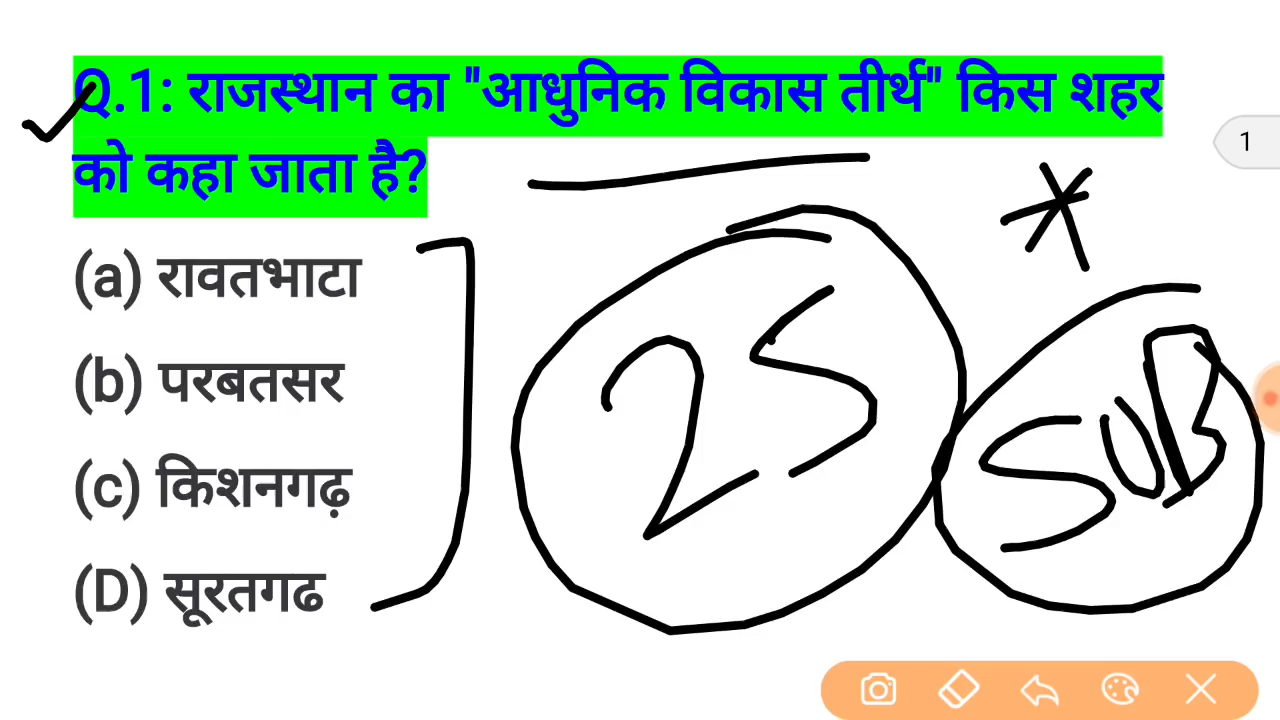 Q.1: राजस्थान का "आधुनिक विकास तीर्थ" किस शहर
को कहा जाता है?
1
(a) रावतभाटा
(b) परबतसर
(c) किशनगढ़
(D) सूरतगढ
25
SUB